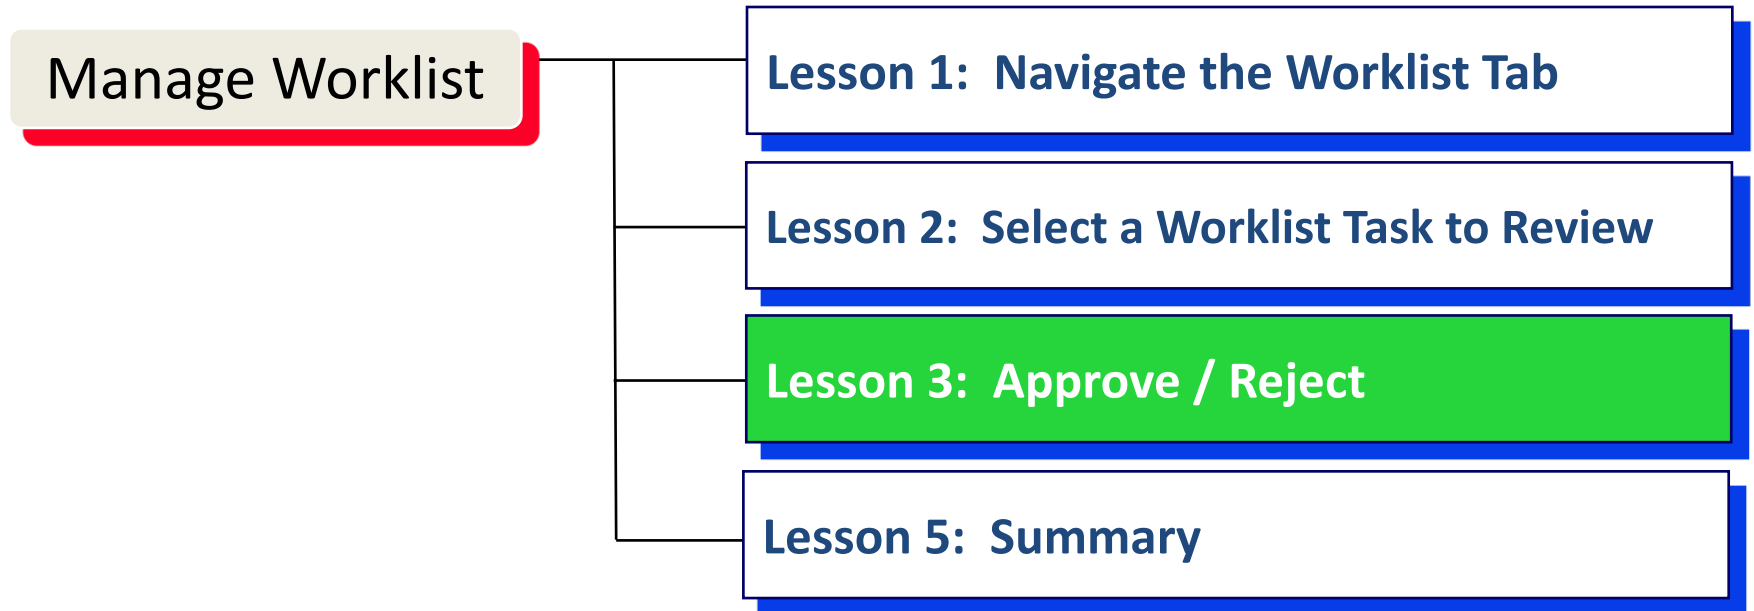 Manage Worklist
Lesson 1:  Navigate the Worklist Tab
Lesson 2:  Select a Worklist Task to Review
Lesson 3:  Approve / Reject
Lesson 5:  Summary